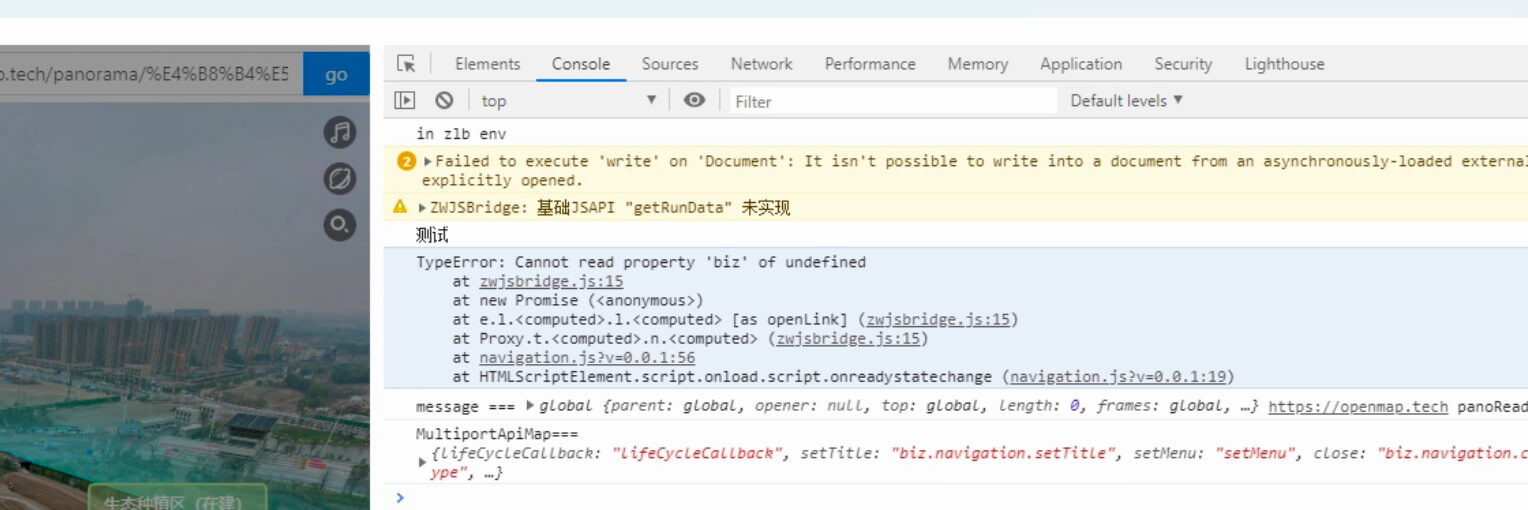 .tech/panorama/%E4%B8%B4%E5
go
Elements Console Sources Network Performance Memory Application Security Lighthouse
top
Filter
Default levels
in zlb env
2 Failed to execute 'write' on 'Document': It isn't possible to write into a document from an asynchronously-loaded external
explicitly opened.
ZWJSBridge: 基础JSAPI "getRunData" 未实现
测试
TypeError: Cannot read property 'biz' of undefined
at zwjsbridge.js:15
at new Promise (<anonymous>)
at e.l.<computed>.l.<computed> [as openLink] (zwjsbridge.js:15)
at Proxy.t.<computed>.n.<computed> (zwjsbridge.js:15)
at navigation.js?v=0.0.1:56
at HTMLScriptElement.script.onload.script.onreadystatechange (navigation.js?v=0.0.1:19)
message === global {parent: global, opener: null, top: global, length: 0, frames: global, …} https://openmap.tech panoRead
MultiportApiMap===
{lifeCycleCallback: "lifeCycleCallback", setTitle: "biz.navigation.setTitle", setMenu: "setMenu", close: "biz.navigation.c
ype", …}
生态种植区（在建）